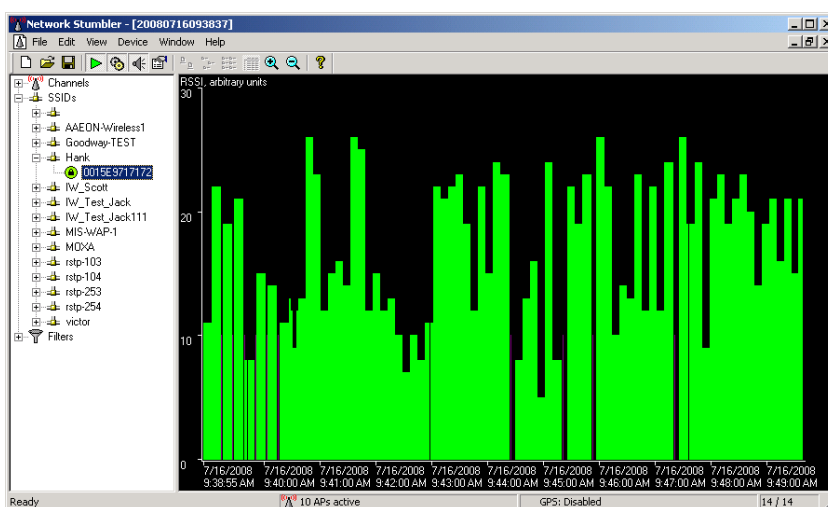 Network Stumbler - [20080716093837]
File Edit View Device Window Help
Channels
SSIDs
AAEON-Wireless1
Goodway-TEST
Hank
0015E9717172
IW_Scott
IW_Test_Jack
IW_Test_Jack111
MIS-WAP-1
MOXA
rstp-103
rstp-104
rstp-253
rstp-254
victor
Filters
RSSI, arbitrary units
30
20
10
0
7/16/2008 7/16/2008 7/16/2008 7/16/2008 7/16/2008 7/16/2008 7/16/2008 7/16/2008 7/16/2008 7/16/2008 7/16/2008
9:38:55 AM 9:40:00 AM 9:41:00 AM 9:42:00 AM 9:43:00 AM 9:44:00 AM 9:45:00 AM 9:46:00 AM 9:47:00 AM 9:48:00 AM 9:49:00 AM
Ready 10 APs active GPS: Disabled 14 / 14